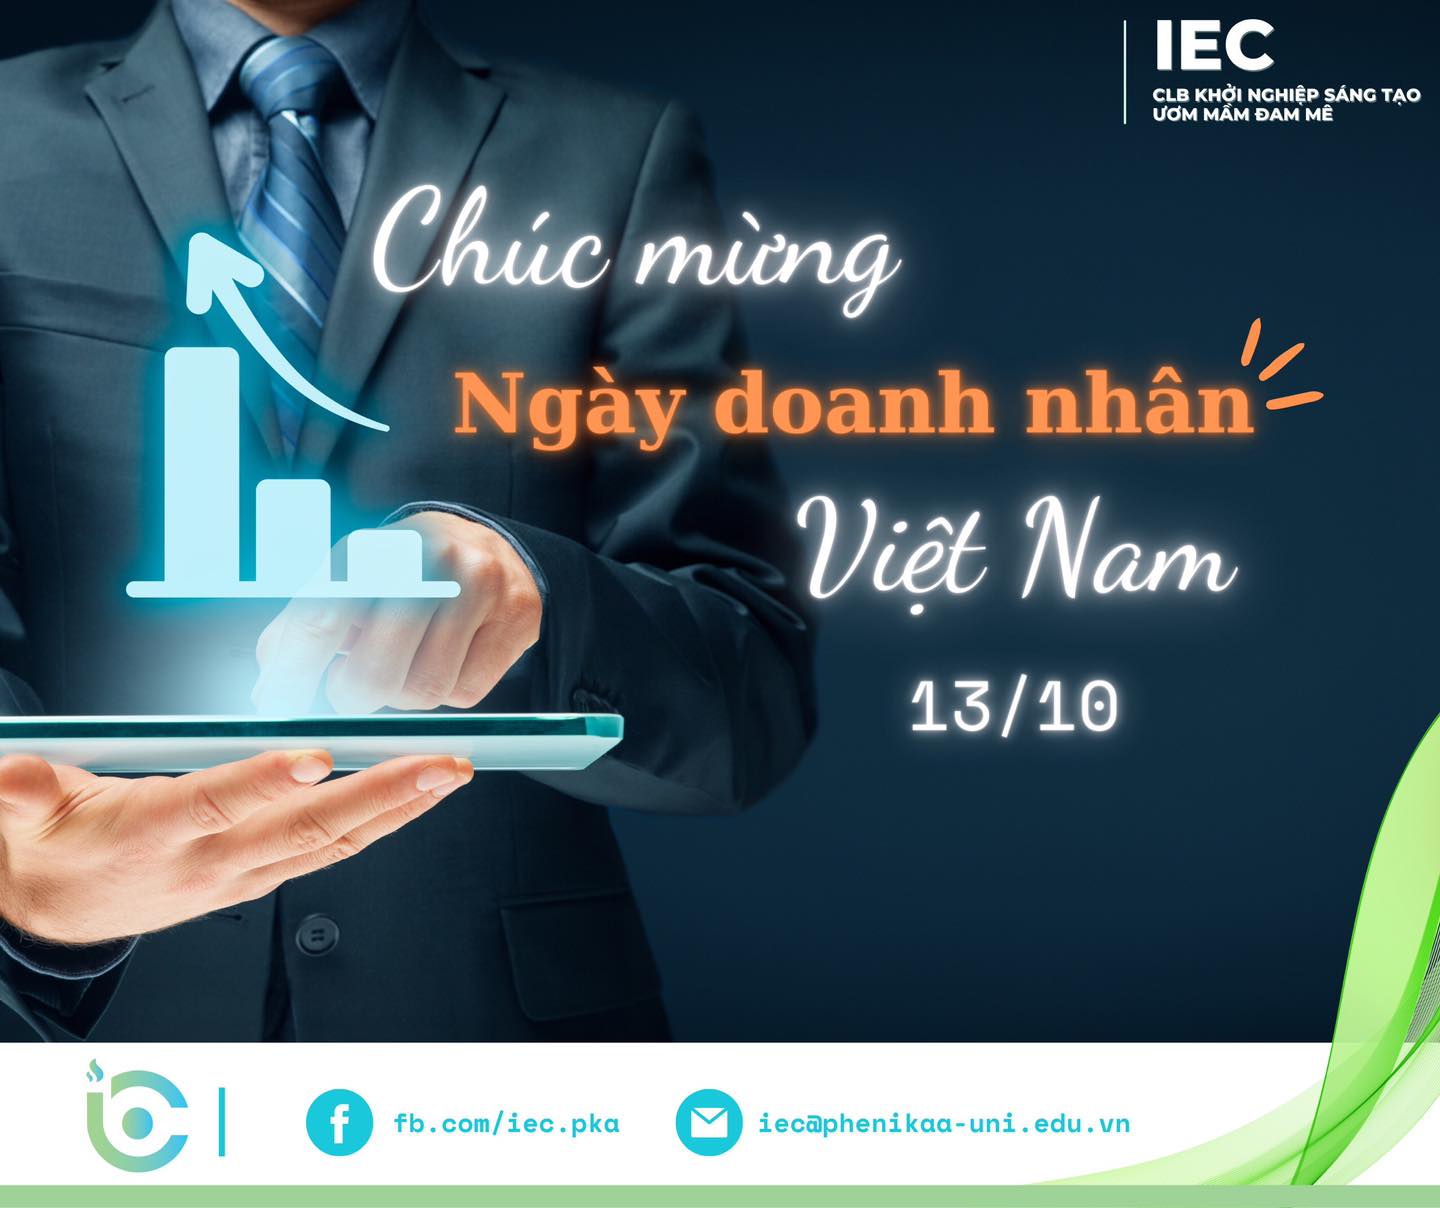 IEC
CLB KHỞI NGHIỆP SÁNG TẠO
ƯƠM MẦM ĐAM MÊ
Chúc mừng
Ngày doanh nhân
Việt Nam
13/10
fb.com/iec.pka
iec@phenikaa-uni.edu.vn